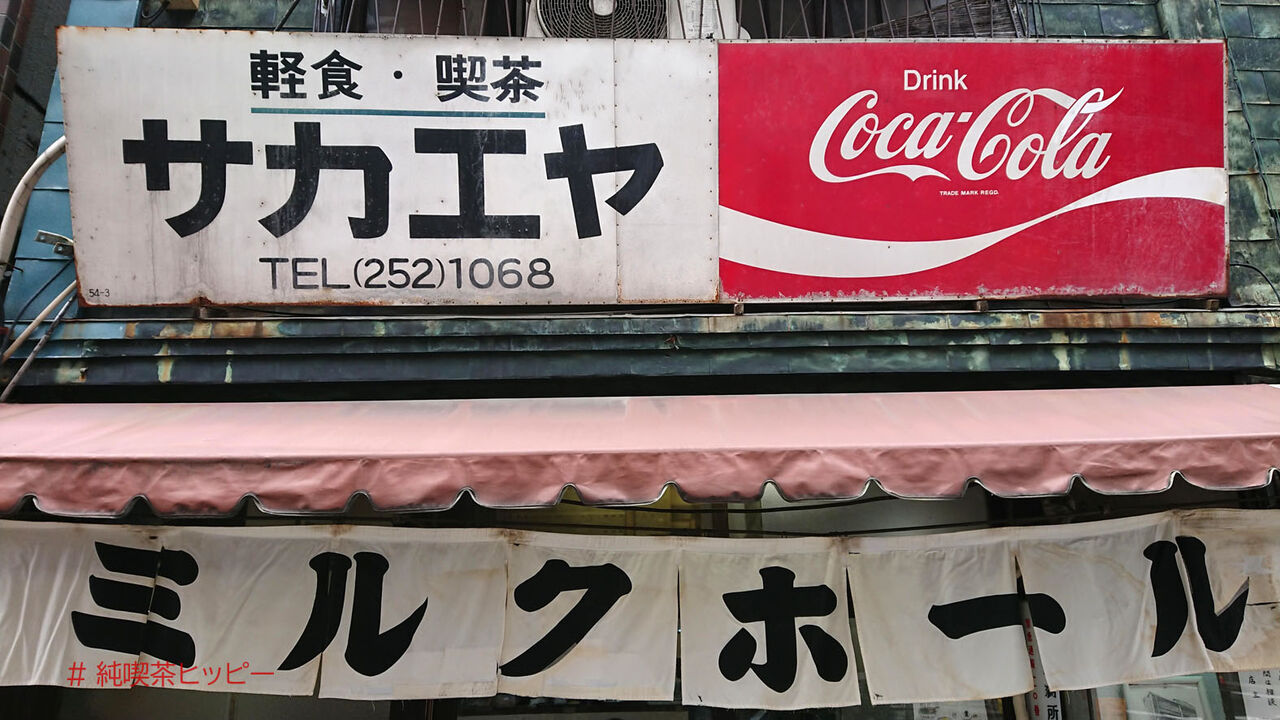 軽食・喫茶
サカエヤ
TEL(252)1068
54-3
Drink
Coca-Cola
TRADE MARK REGD.
ミルクホール
# 純喫茶ヒッピー